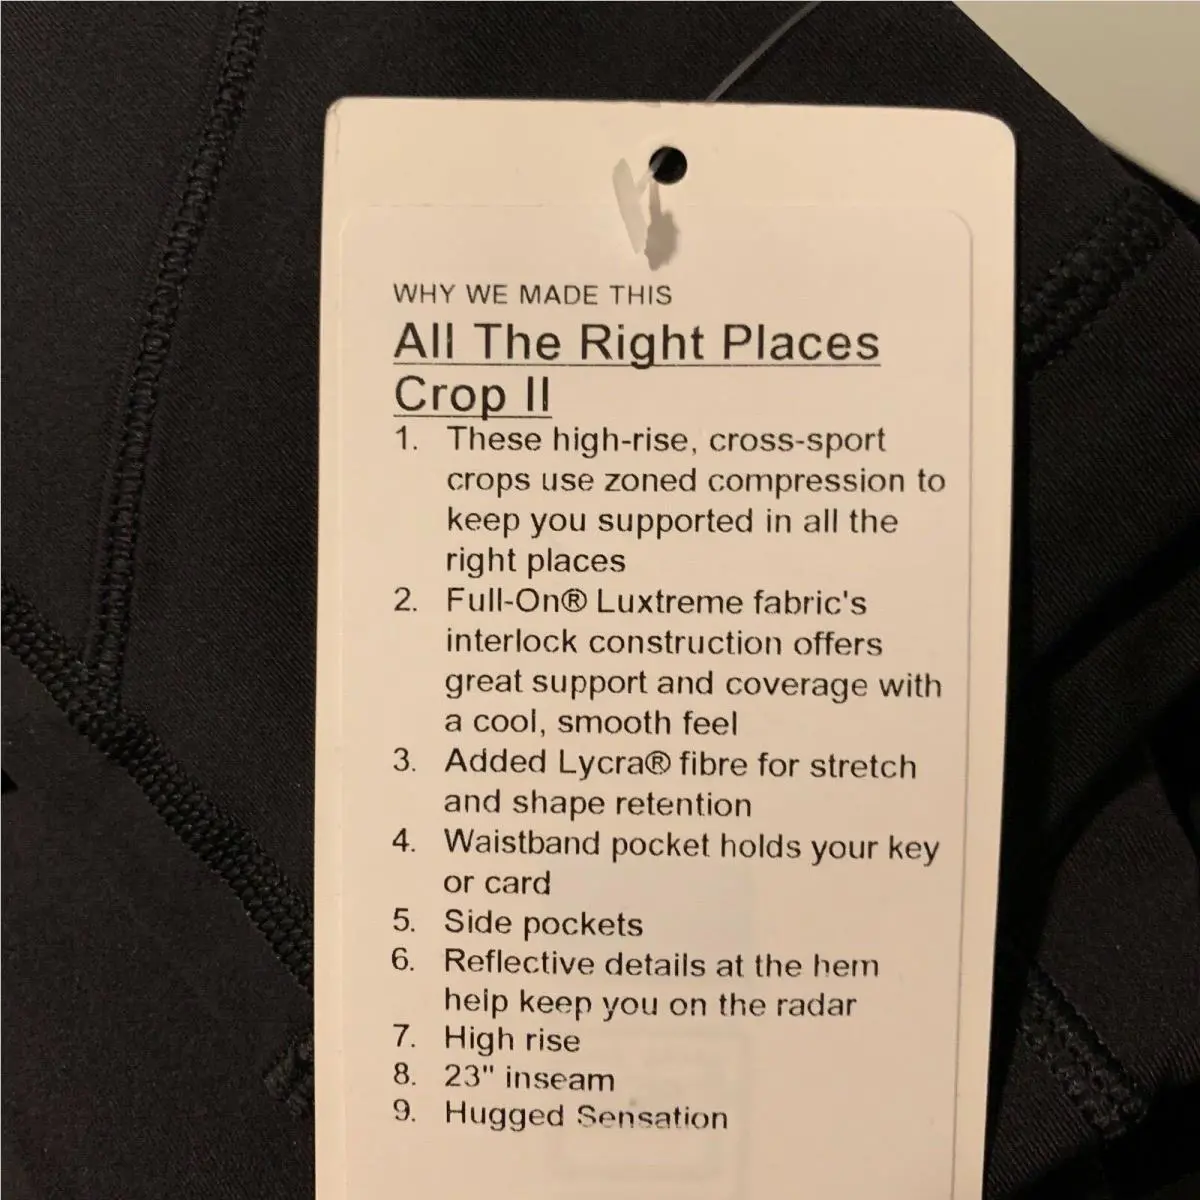 WHY WE MADE THIS
All The Right Places
Crop II
1. These high-rise, cross-sport
crops use zoned compression to
keep you supported in all the
right places
2. Full-On® Luxtreme fabric's
interlock construction offers
great support and coverage with
a cool, smooth feel
3. Added Lycra® fibre for stretch
and shape retention
4. Waistband pocket holds your key
or card
5. Side pockets
6. Reflective details at the hem
help keep you on the radar
7. High rise
8. 23" inseam
9. Hugged Sensation